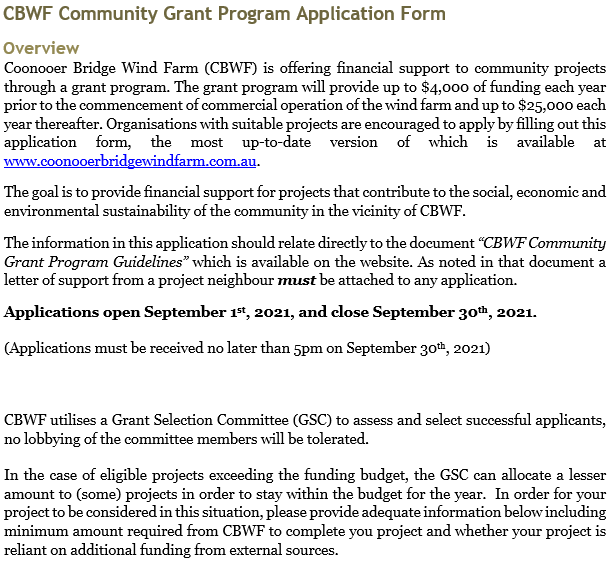 CBWF Community Grant Program Application Form
Overview
Coonooer Bridge Wind Farm (CBWF) is offering financial support to community projects
through a grant program. The grant program will provide up to $4,000 of funding each year
prior to the commencement of commercial operation of the wind farm and up to $25,000 each
year thereafter. Organisations with suitable projects are encouraged to apply by filling out this
application form, the most up-to-date version of which is available at
www.coonooerbridgewindfarm.com.au.
The goal is to provide financial support for projects that contribute to the social, economic and
environmental sustainability of the community in the vicinity of CBWF.
The information in this application should relate directly to the document “CBWF Community
Grant Program Guidelines” which is available on the website. As noted in that document a
letter of support from a project neighbour must be attached to any application.
Applications open September 1st, 2021, and close September 30th, 2021.
(Applications must be received no later than 5pm on September 30th, 2021)
CBWF utilises a Grant Selection Committee (GSC) to assess and select successful applicants,
no lobbying of the committee members will be tolerated.
In the case of eligible projects exceeding the funding budget, the GSC can allocate a lesser
amount to (some) projects in order to stay within the budget for the year. In order for your
project to be considered in this situation, please provide adequate information below including
minimum amount required from CBWF to complete you project and whether your project is
reliant on additional funding from external sources.